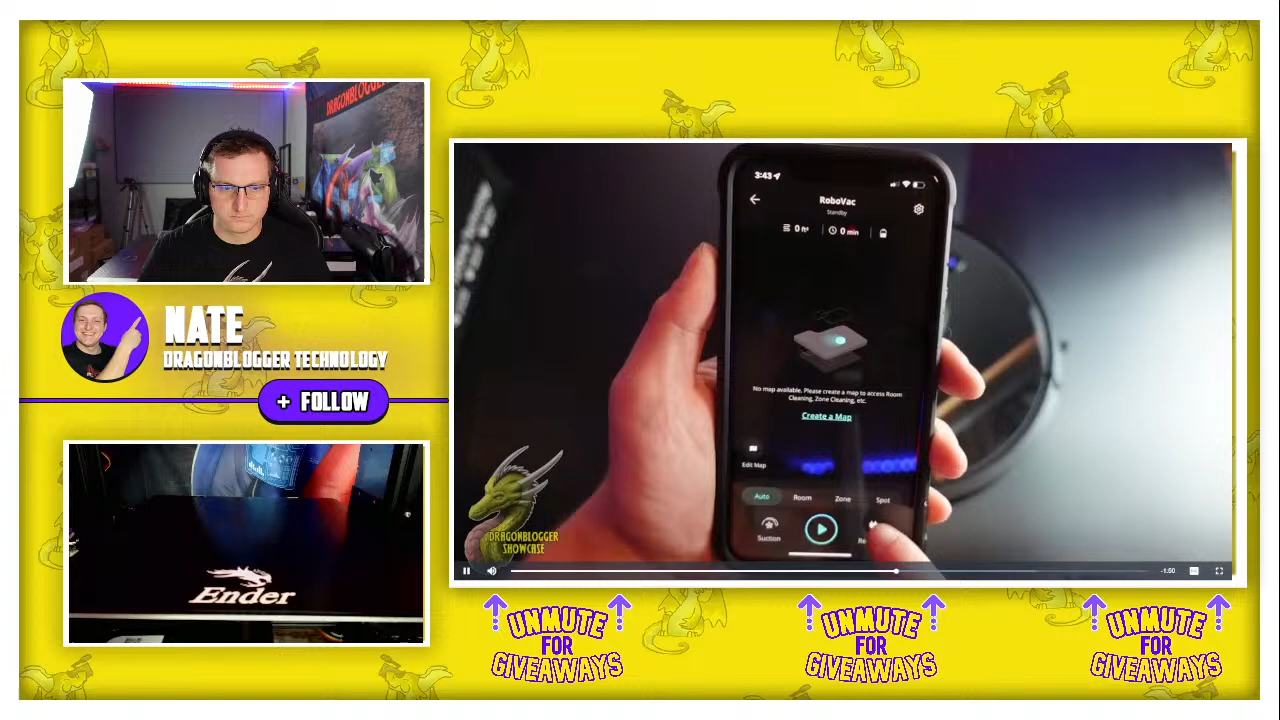 DRAGONBLOGGER
NATE
DRAGONBLOGGER TECHNOLOGY
+ FOLLOW
Ender
3:43
RoboVac
Standby
0 ft²
0 min
No map available. Please create a map to access Room
Cleaning, Zone Cleaning, etc.
Create a Map
Edit Map
Auto
Room
Zone
Spot
Suction
DRAGONBLOGGER
SHOWCASE
-1:50
UNMUTE
FOR
GIVEAWAYS
UNMUTE
FOR
GIVEAWAYS
UNMUTE
FOR
GIVEAWAYS